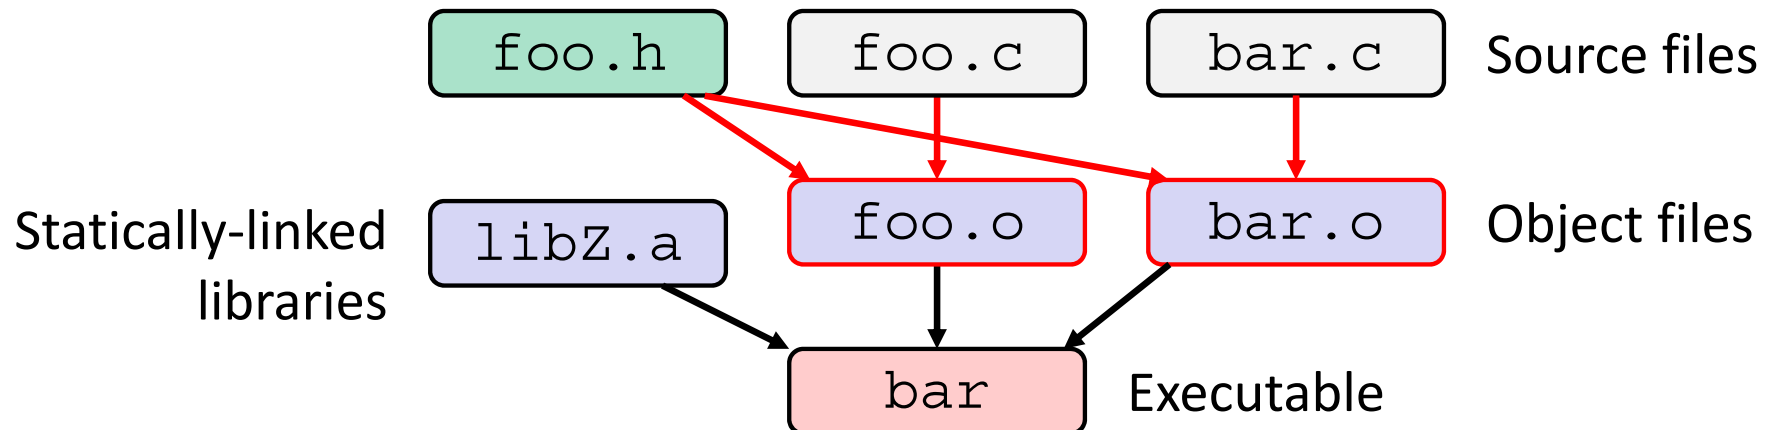 foo.h foo.c bar.c Source files
foo.o bar.o Object files
Statically-linked
libraries
libZ.a
bar Executable